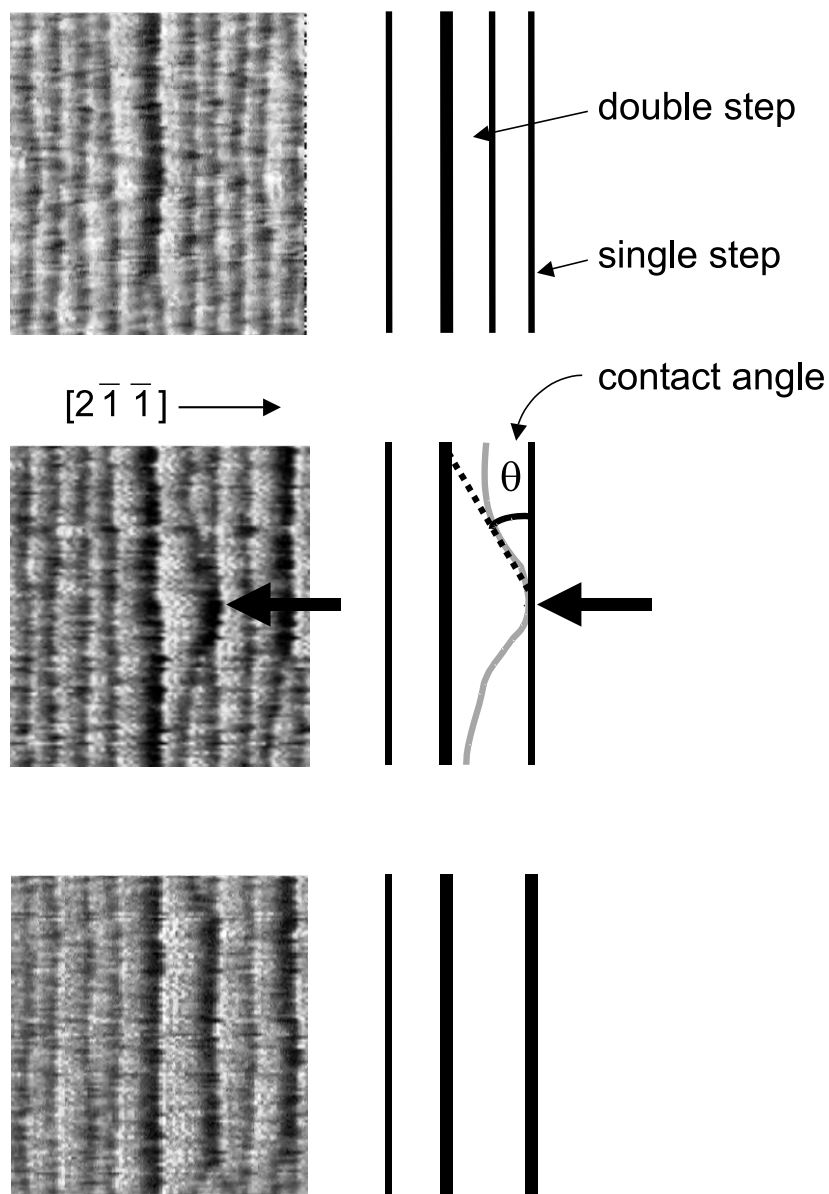 double step
single step
contact angle
[2 1̅ 1̅]
θ